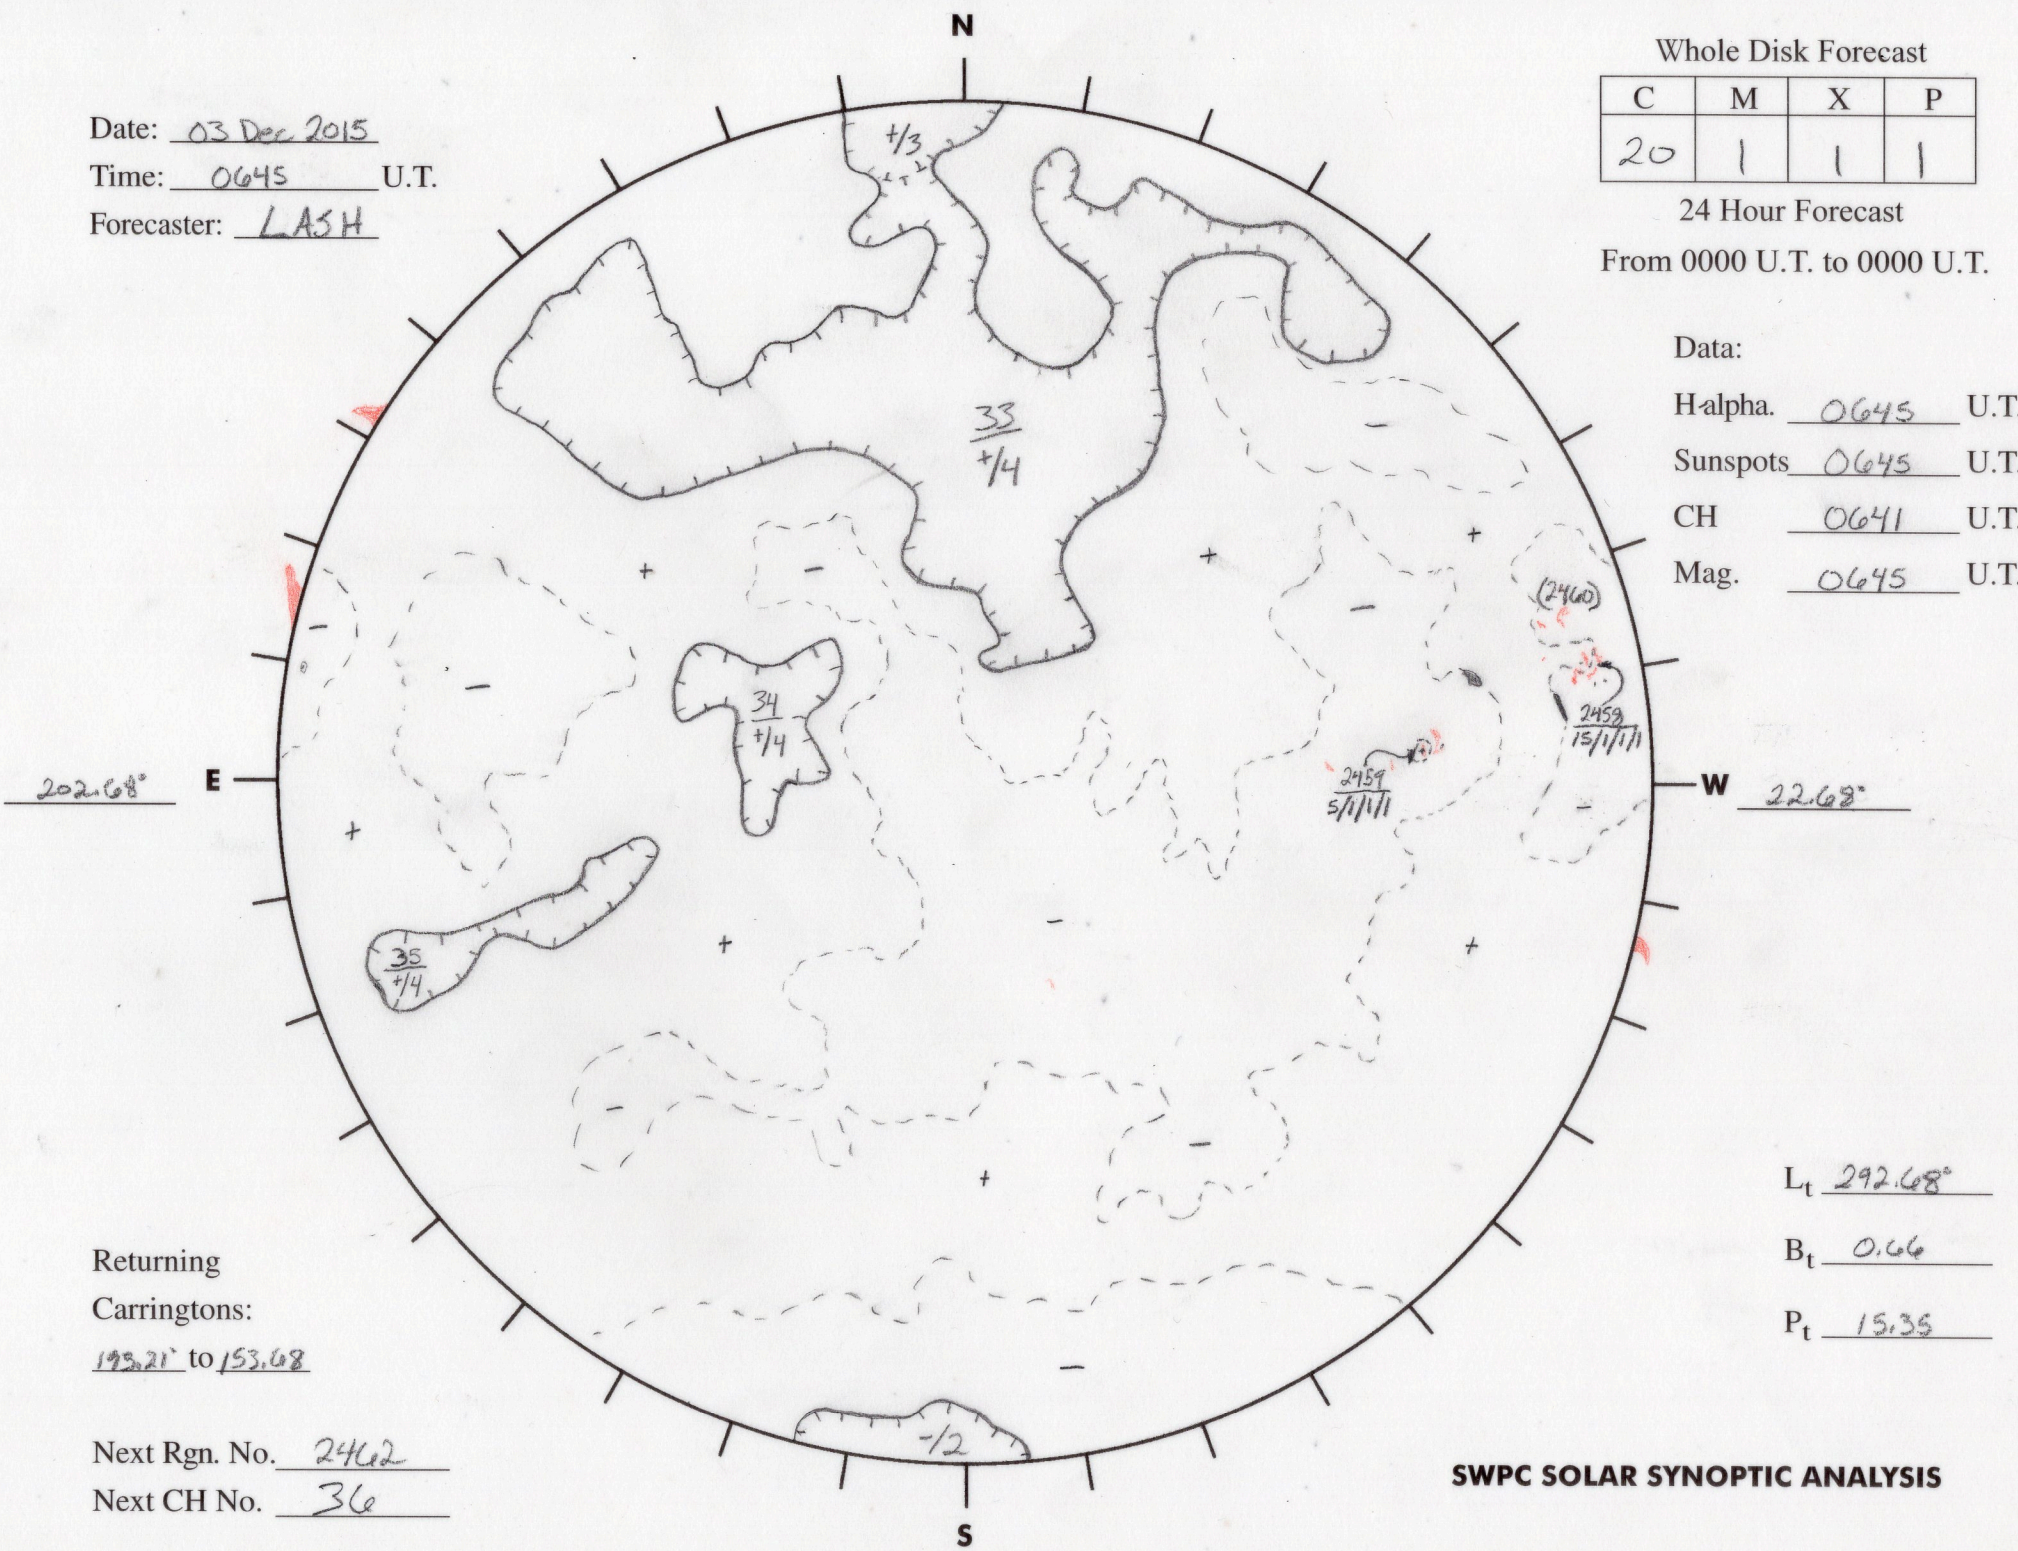 N
Whole Disk Forecast
C M X P
20 1 1 1
24 Hour Forecast
From 0000 U.T. to 0000 U.T.
Date: 03 Dec 2015
Time: 0645 U.T.
Forecaster: LASH
Data:
H-alpha. 0645 U.T.
Sunspots 0645 U.T.
CH 0641 U.T.
Mag. 0645 U.T.
+/3
33
+/4
+
-
+
-
+
-
-
-
(2460)
34
+/4
2458
15/1/1/1
2459
5/1/1/1
202.68° E
W 22.68°
+
-
35
+/4
+
-
+
-
-
+
-
-/2
Lt 292.68°
Bt 0.66
Pt 15.35
Returning
Carringtons:
to 153.68
Next Rgn. No. 2462
Next CH No. 36
S
SWPC SOLAR SYNOPTIC ANALYSIS